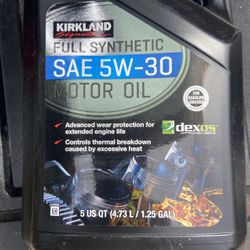 KIRKLAND
Signature
FULL SYNTHETIC
SAE 5W-30
MOTOR OIL
• Advanced wear protection for
extended engine life
• Controls thermal breakdown
caused by excessive heat
dexos
5 US QT (4.73 L / 1.25 GAL)